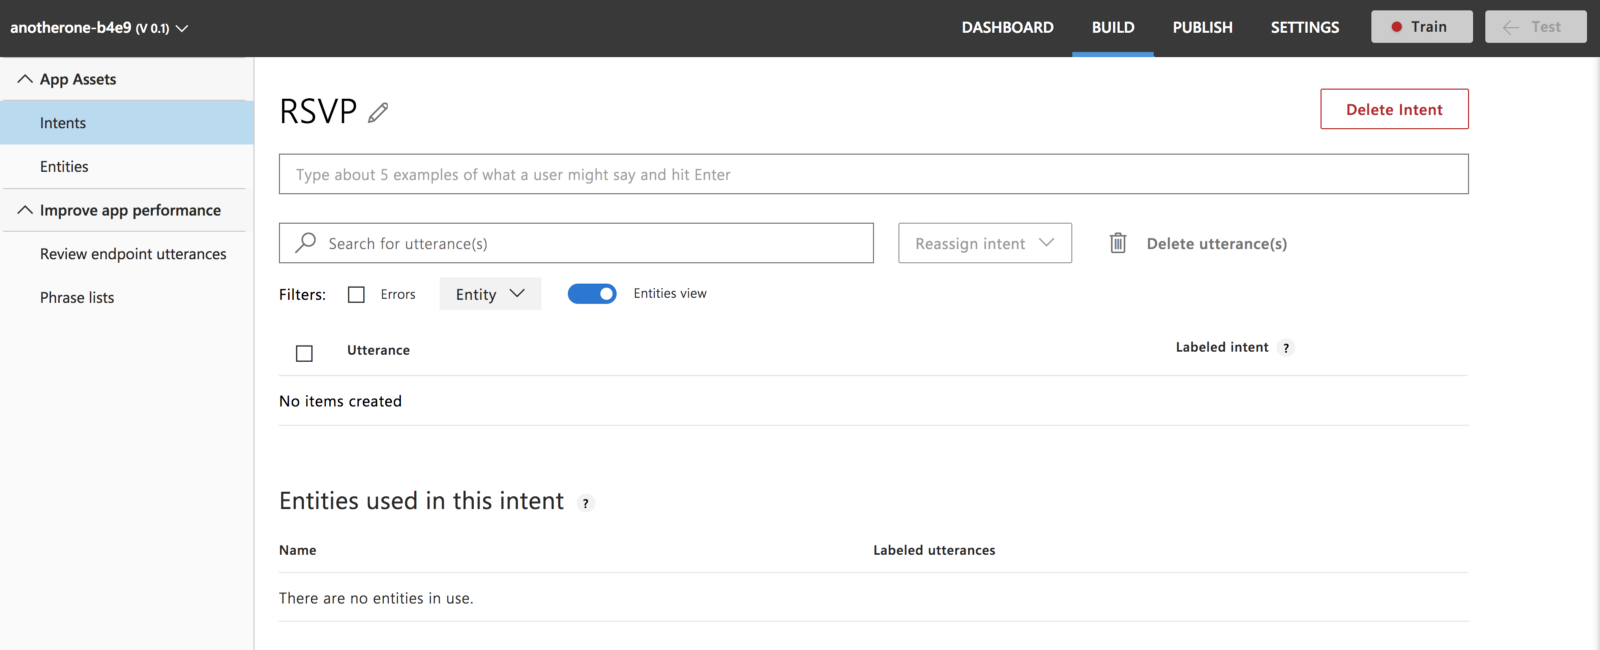 anotherone-b4e9 (V 0.1)
DASHBOARD
BUILD
PUBLISH
SETTINGS
Train
Test
App Assets
Intents
Entities
Improve app performance
Review endpoint utterances
Phrase lists
RSVP
Delete Intent
Type about 5 examples of what a user might say and hit Enter
Search for utterance(s)
Reassign intent
Delete utterance(s)
Filters:
Errors
Entity
Entities view
Utterance
Labeled intent ?
No items created
Entities used in this intent ?
Name
Labeled utterances
There are no entities in use.